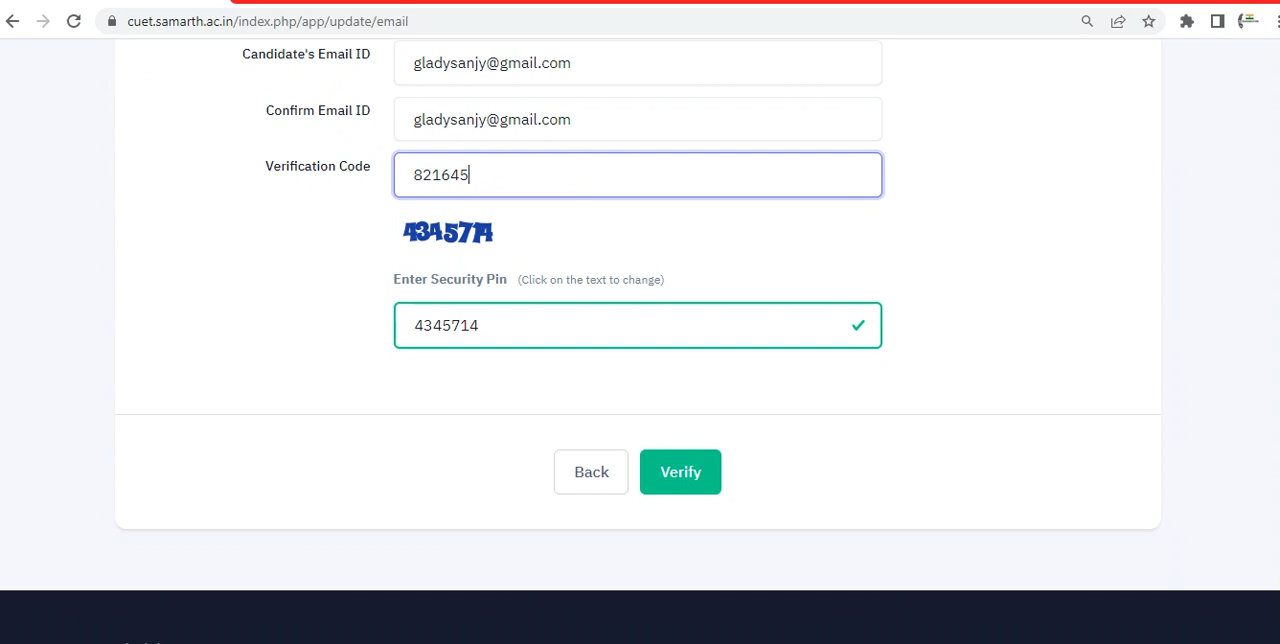 cuet.samarth.ac.in/index.php/app/update/email
Candidate's Email ID
gladysanjy@gmail.com
Confirm Email ID
gladysanjy@gmail.com
Verification Code
821645
4345714
Enter Security Pin (Click on the text to change)
4345714
Back
Verify